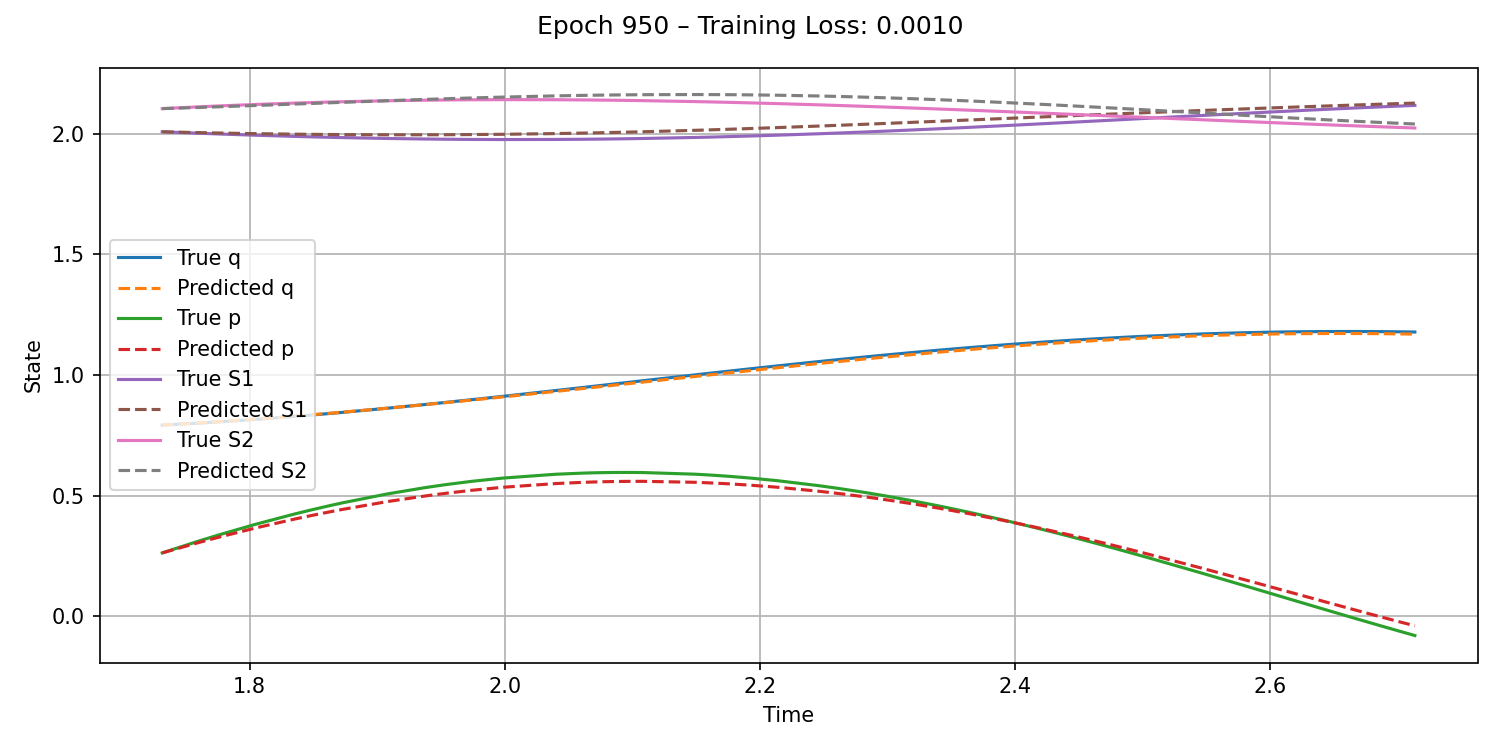 Epoch 950 – Training Loss: 0.0010
State
2.0
1.5
1.0
0.5
0.0
True q
Predicted q
True p
Predicted p
True S1
Predicted S1
True S2
Predicted S2
1.8 2.0 2.2 2.4 2.6
Time